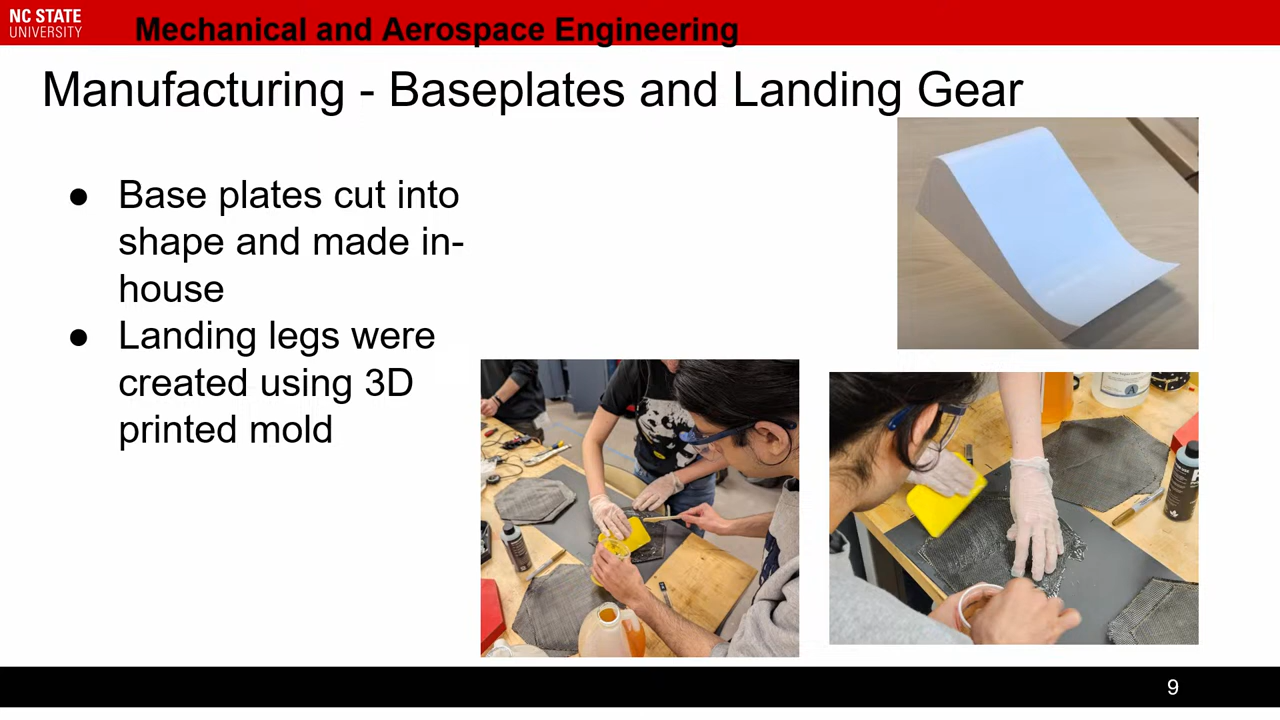 NC STATE
UNIVERSITY
Mechanical and Aerospace Engineering
Manufacturing - Baseplates and Landing Gear
● Base plates cut into
shape and made in-
house
● Landing legs were
created using 3D
printed mold
9